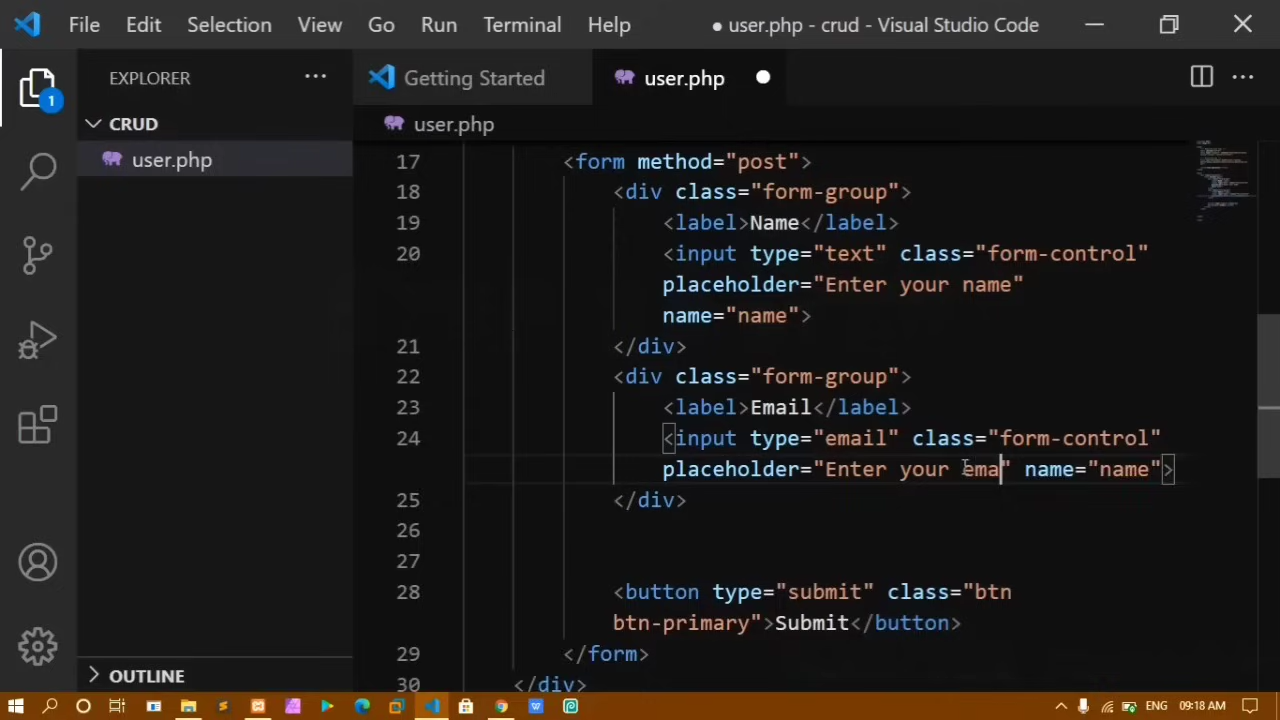 File Edit Selection View Go Run Terminal Help ● user.php - crud - Visual Studio Code
EXPLORER ···
Getting Started
user.php ●
1
CRUD
user.php
user.php
17 <form method="post">
18 <div class="form-group">
19 <label>Name</label>
20 <input type="text" class="form-control"
placeholder="Enter your name"
name="name">
21 </div>
22 <div class="form-group">
23 <label>Email</label>
24 <input type="email" class="form-control"
placeholder="Enter your ema" name="name">
25 </div>
26
27
28 <button type="submit" class="btn
btn-primary">Submit</button>
29 </form>
30 </div>
OUTLINE
ENG 09:18 AM